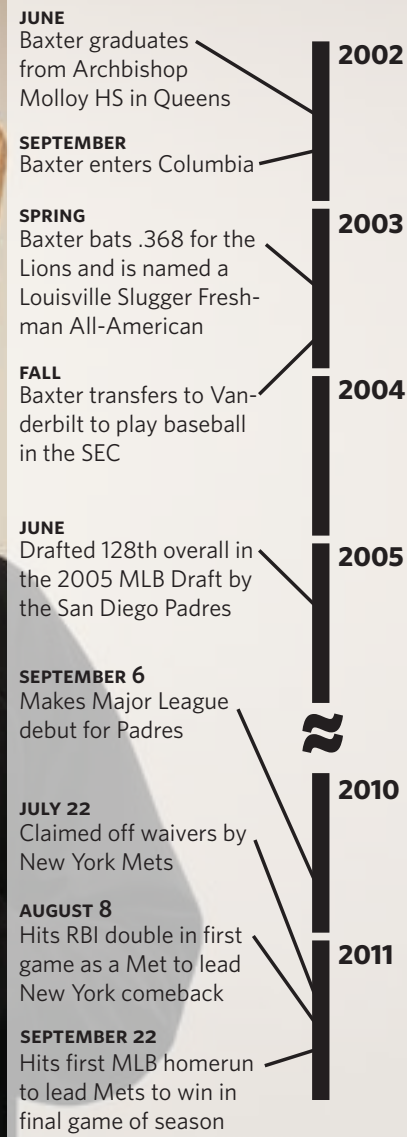 JUNE
Baxter graduates
from Archbishop
Molloy HS in Queens
2002
SEPTEMBER
Baxter enters Columbia
SPRING
Baxter bats .368 for the
Lions and is named a
Louisville Slugger Fresh-
man All-American
2003
FALL
Baxter transfers to Van-
derbilt to play baseball
in the SEC
2004
JUNE
Drafted 128th overall in
the 2005 MLB Draft by
the San Diego Padres
2005
SEPTEMBER 6
Makes Major League
debut for Padres
2010
JULY 22
Claimed off waivers by
New York Mets
AUGUST 8
Hits RBI double in first
game as a Met to lead
New York comeback
2011
SEPTEMBER 22
Hits first MLB homerun
to lead Mets to win in
final game of season